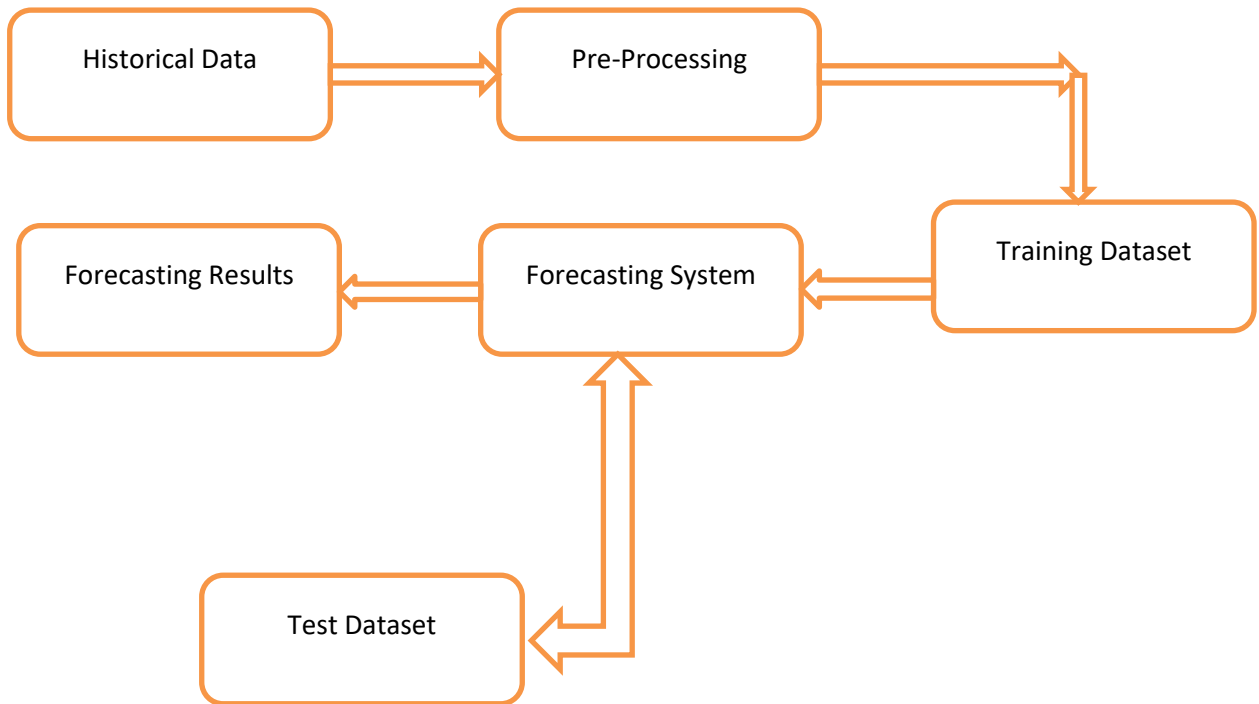 Historical Data
Pre-Processing
Training Dataset
Forecasting System
Forecasting Results
Test Dataset